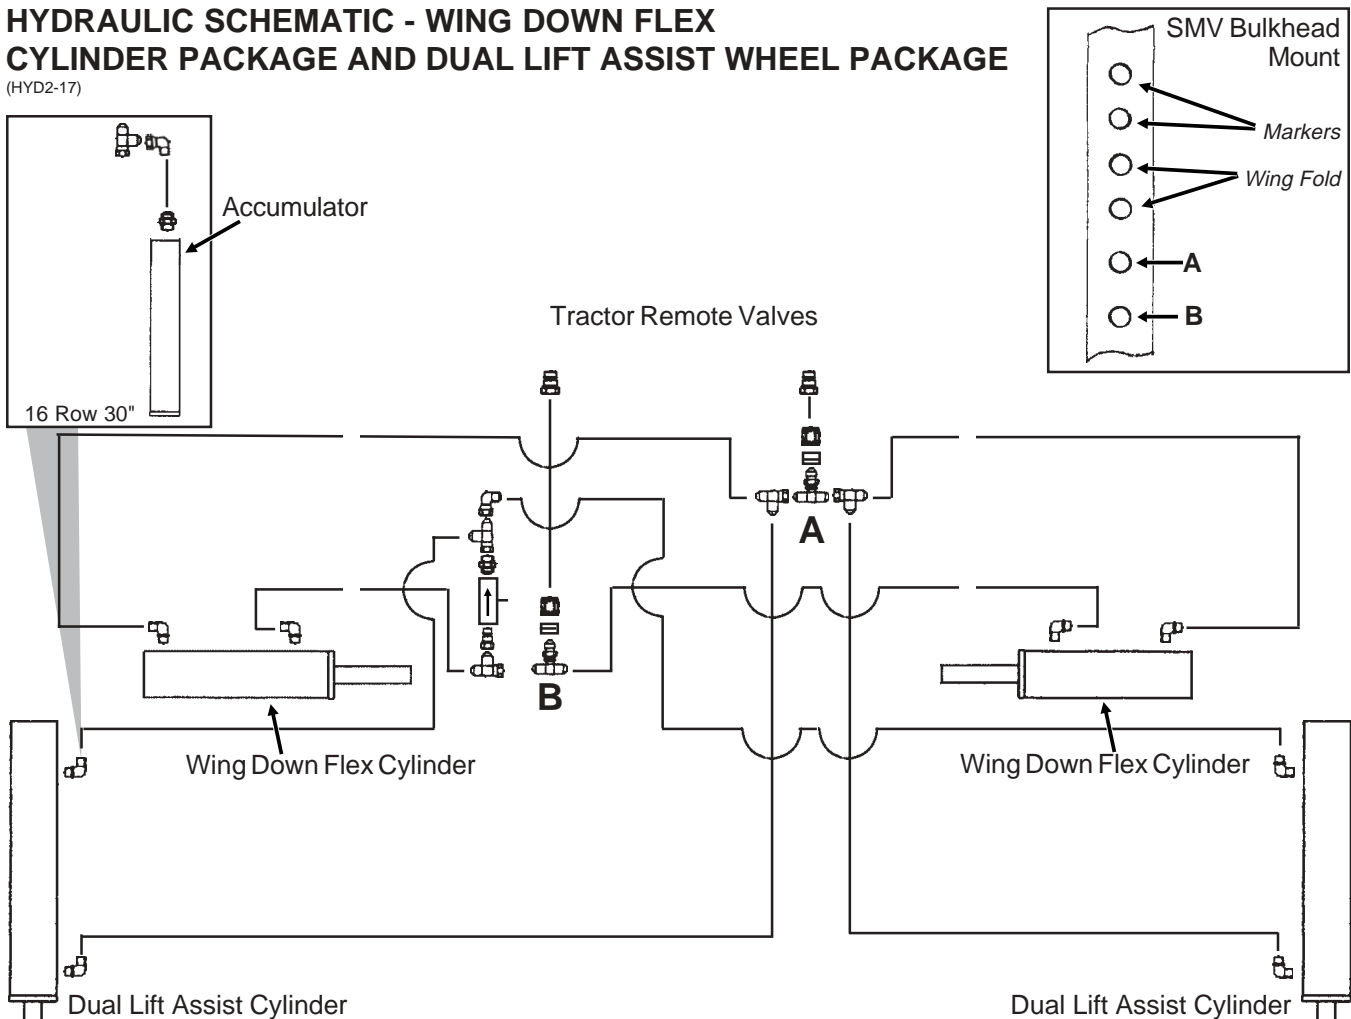 HYDRAULIC SCHEMATIC - WING DOWN FLEX
CYLINDER PACKAGE AND DUAL LIFT ASSIST WHEEL PACKAGE
(HYD2-17)
SMV Bulkhead
Mount
Markers
Wing Fold
A
B
Accumulator
16 Row 30"
Tractor Remote Valves
A
B
Wing Down Flex Cylinder
Wing Down Flex Cylinder
Dual Lift Assist Cylinder
Dual Lift Assist Cylinder